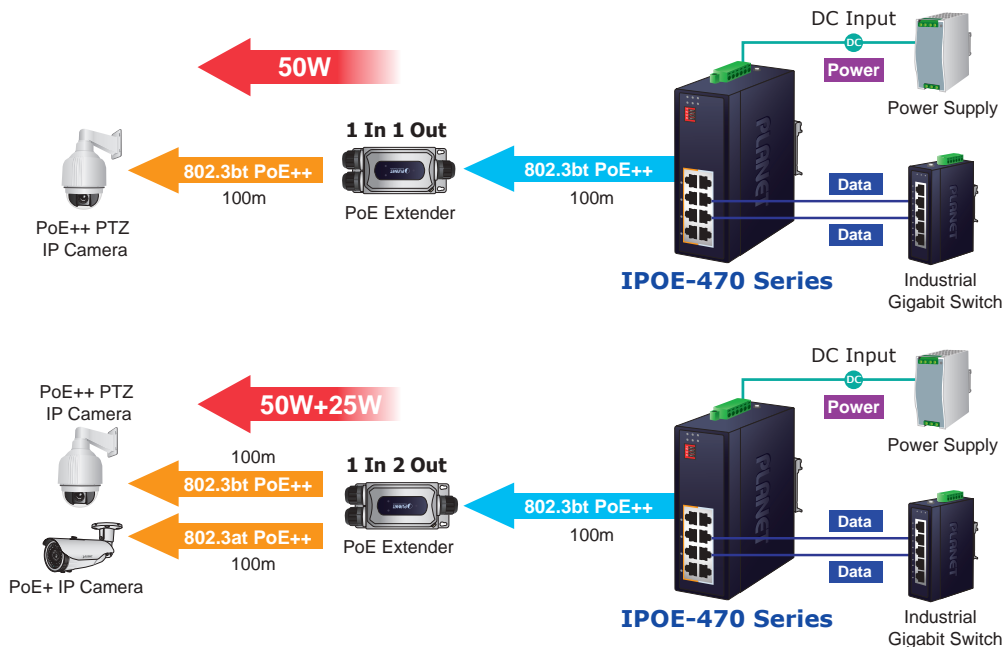 DC Input
DC
Power
Power Supply
50W
1 In 1 Out
802.3bt PoE++
100m
PoE Extender
802.3bt PoE++
100m
PLANET
Data
Data
PLANET
PoE++ PTZ
IP Camera
IPOE-470 Series
Industrial
Gigabit Switch
DC Input
DC
Power
Power Supply
PoE++ PTZ
IP Camera
50W+25W
100m
802.3bt PoE++
1 In 2 Out
802.3at PoE++
100m
PoE Extender
802.3bt PoE++
100m
PLANET
Data
Data
PLANET
PoE+ IP Camera
IPOE-470 Series
Industrial
Gigabit Switch